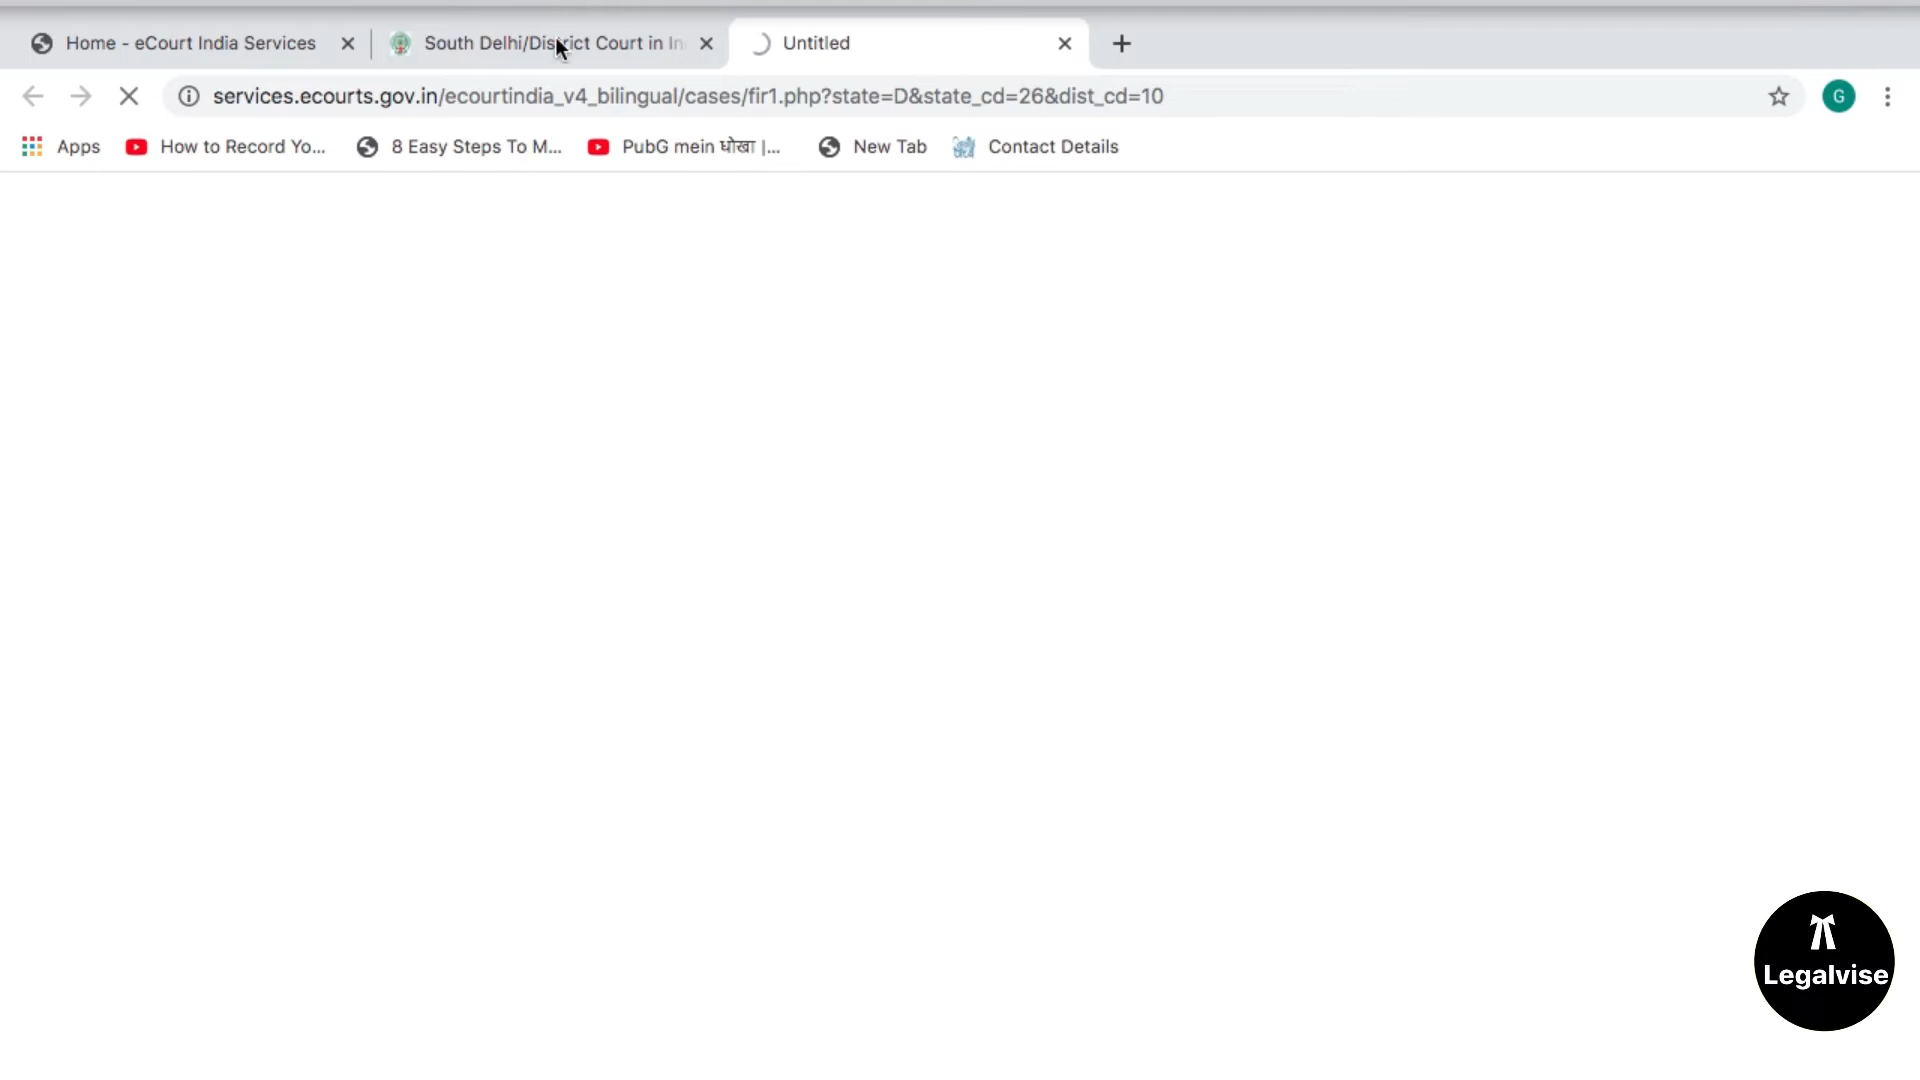 Home - eCourt India Services
South Delhi/District Court in In
Untitled
services.ecourts.gov.in/ecourtindia_v4_bilingual/cases/fir1.php?state=D&state_cd=26&dist_cd=10
G
Apps
How to Record Yo...
8 Easy Steps To M...
PubG mein धोखा |...
New Tab
Contact Details
Legalvise